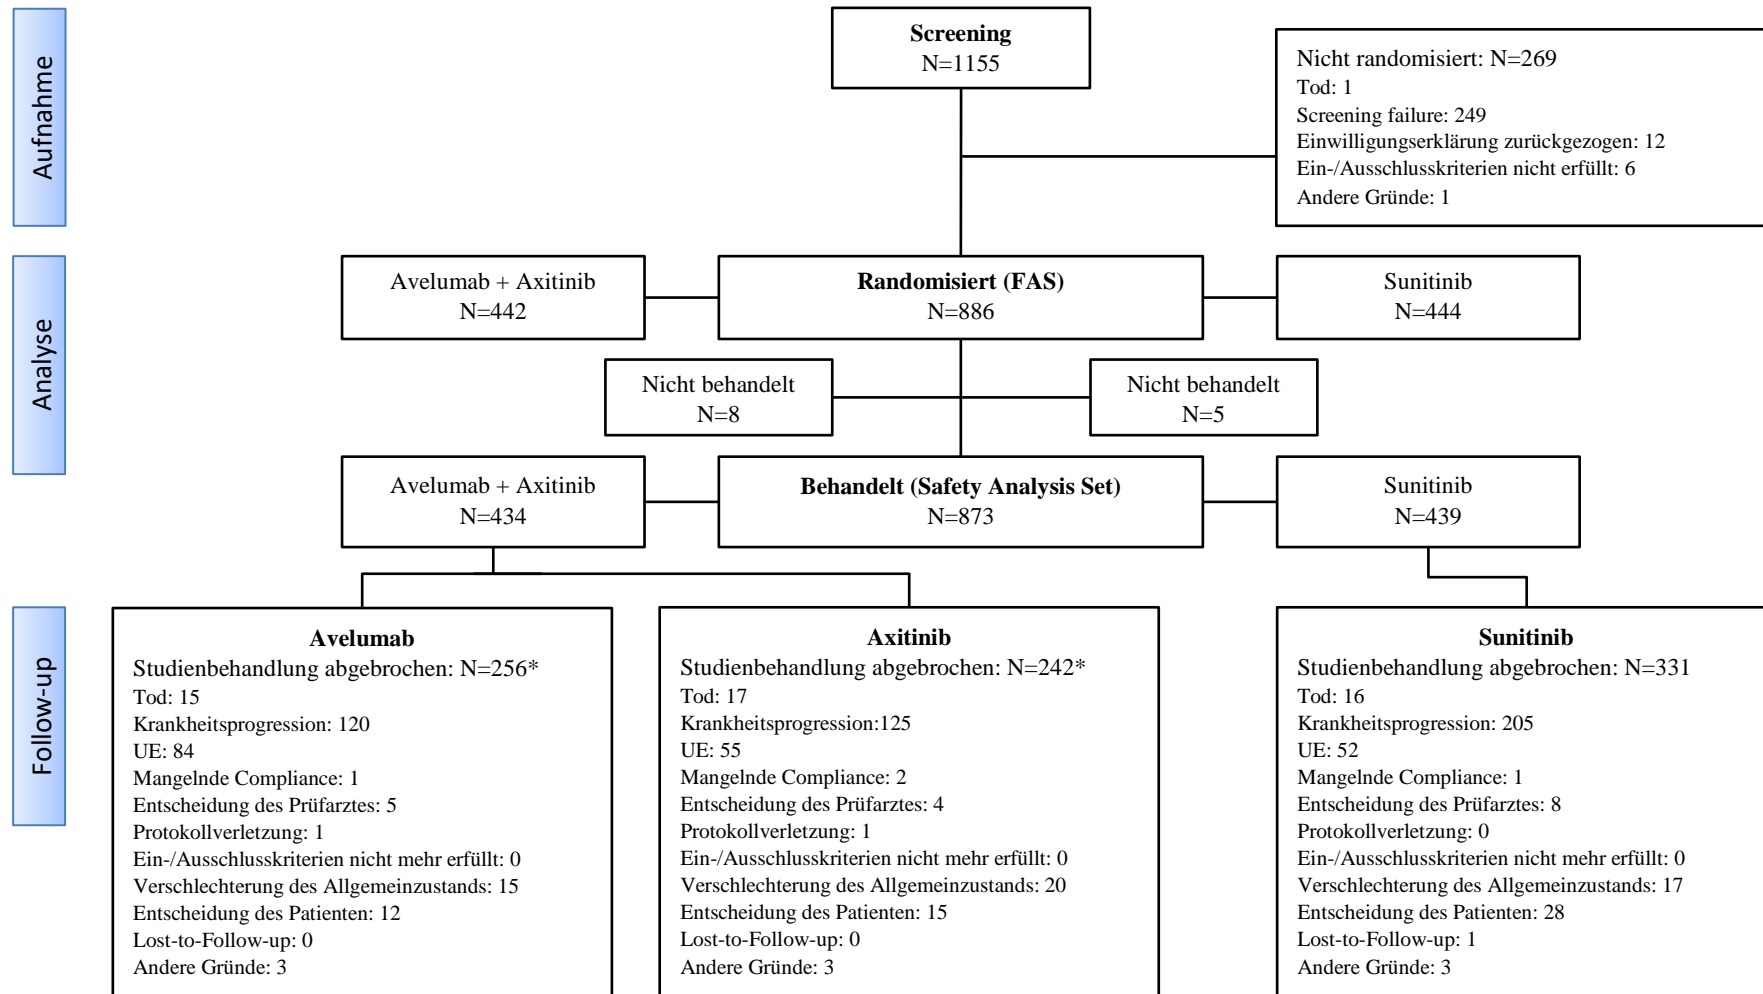 Aufnahme
Screening
N=1155
Nicht randomisiert: N=269
Tod: 1
Screening failure: 249
Einwilligungserklärung zurückgezogen: 12
Ein-/Ausschlusskriterien nicht erfüllt: 6
Andere Gründe: 1
Analyse
Avelumab + Axitinib
N=442
Randomisiert (FAS)
N=886
Sunitinib
N=444
Nicht behandelt
N=8
Nicht behandelt
N=5
Avelumab + Axitinib
N=434
Behandelt (Safety Analysis Set)
N=873
Sunitinib
N=439
Follow-up
Avelumab
Studienbehandlung abgebrochen: N=256*
Tod: 15
Krankheitsprogression: 120
UE: 84
Mangelnde Compliance: 1
Entscheidung des Prüfarztes: 5
Protokollverletzung: 1
Ein-/Ausschlusskriterien nicht mehr erfüllt: 0
Verschlechterung des Allgemeinzustands: 15
Entscheidung des Patienten: 12
Lost-to-Follow-up: 0
Andere Gründe: 3
Axitinib
Studienbehandlung abgebrochen: N=242*
Tod: 17
Krankheitsprogression:125
UE: 55
Mangelnde Compliance: 2
Entscheidung des Prüfarztes: 4
Protokollverletzung: 1
Ein-/Ausschlusskriterien nicht mehr erfüllt: 0
Verschlechterung des Allgemeinzustands: 20
Entscheidung des Patienten: 15
Lost-to-Follow-up: 0
Andere Gründe: 3
Sunitinib
Studienbehandlung abgebrochen: N=331
Tod: 16
Krankheitsprogression: 205
UE: 52
Mangelnde Compliance: 1
Entscheidung des Prüfarztes: 8
Protokollverletzung: 0
Ein-/Ausschlusskriterien nicht mehr erfüllt: 0
Verschlechterung des Allgemeinzustands: 17
Entscheidung des Patienten: 28
Lost-to-Follow-up: 1
Andere Gründe: 3